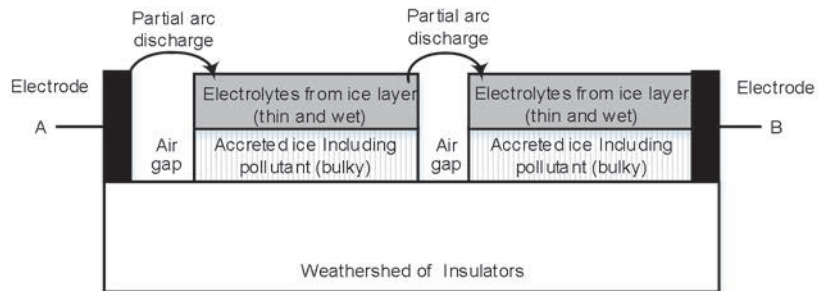 Partial arc
discharge
Partial arc
discharge
Electrode
A
Electrolytes from ice layer
(thin and wet)
Electrolytes from ice layer
(thin and wet)
Electrode
B
Air
gap
Accreted ice Including
pollutant (bulky)
Air
gap
Accreted ice Including
pollutant (bulky)
Weathershed of Insulators